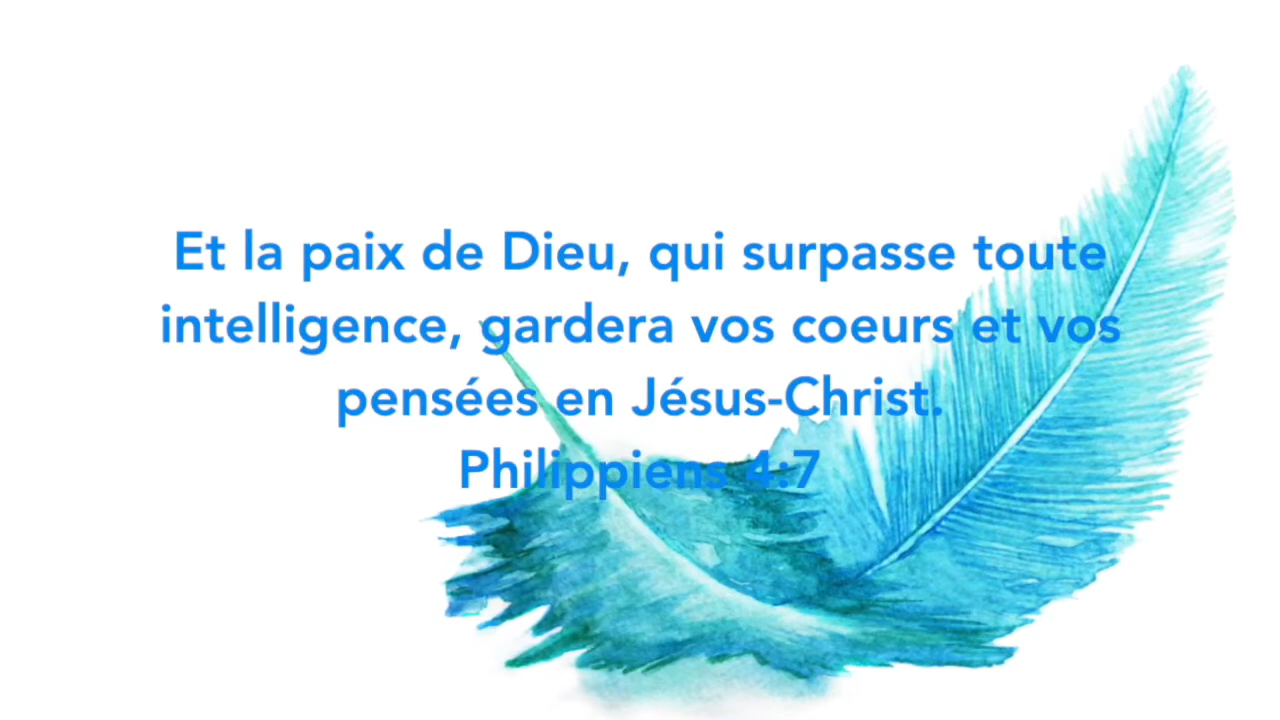 Et la paix de Dieu, qui surpasse toute
intelligence, gardera vos coeurs et vos
pensées en Jésus-Christ.
Philippiens 4:7